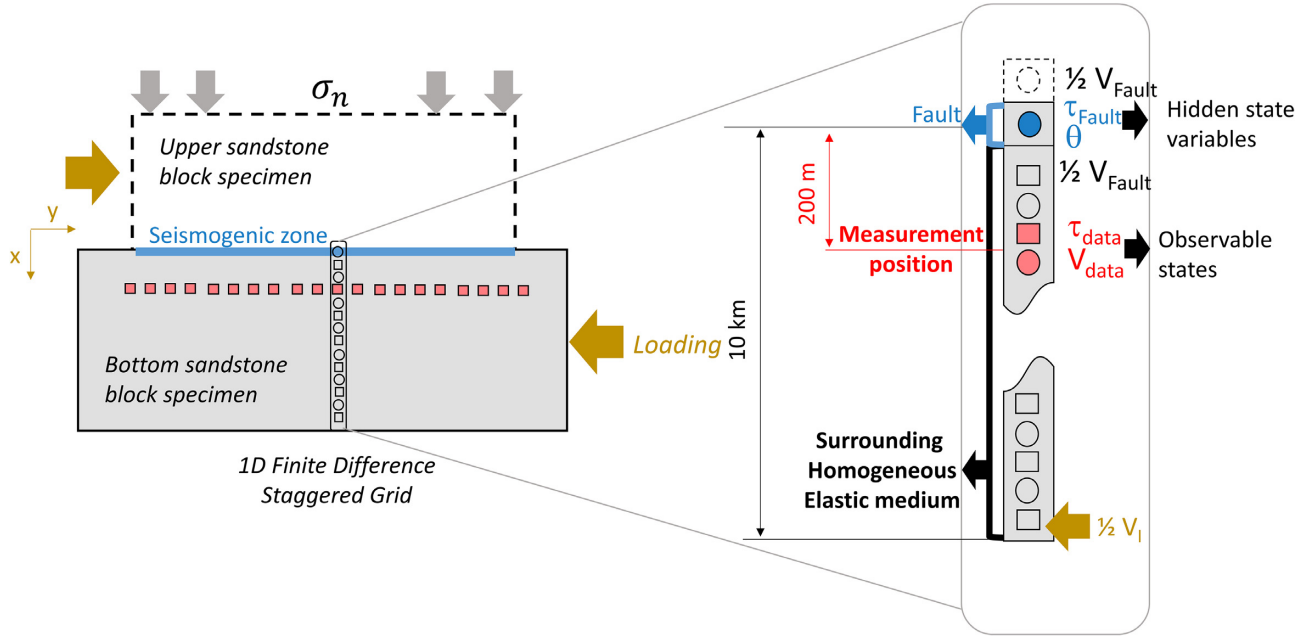 σn
Upper sandstone
block specimen
y
x
Seismogenic zone
Loading
Bottom sandstone
block specimen
1D Finite Difference
Staggered Grid
½ VFault
Fault
τFault
θ
Hidden state
variables
½ VFault
200 m
Measurement
position
τdata
Vdata
Observable
states
10 km
Surrounding
Homogeneous
Elastic medium
½ Vl